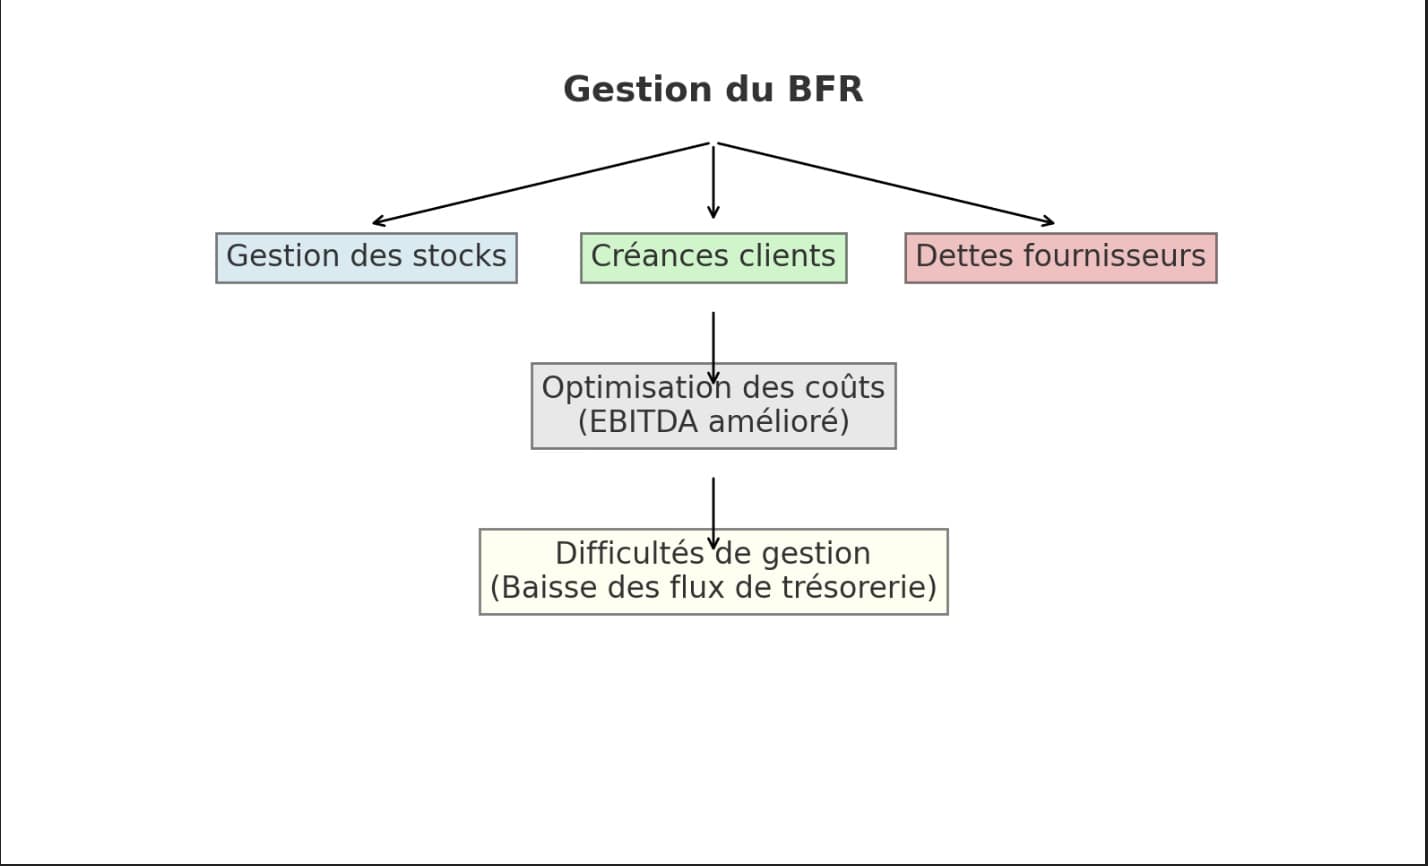 Gestion du BFR
Gestion des stocks
Créances clients
Dettes fournisseurs
Optimisation des coûts
(EBITDA amélioré)
Difficultés de gestion
(Baisse des flux de trésorerie)